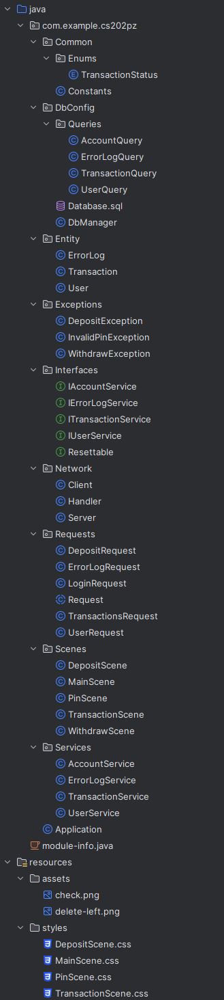 java
com.example.cs202pz
Common
Enums
TransactionStatus
Constants
DbConfig
Queries
AccountQuery
ErrorLogQuery
TransactionQuery
UserQuery
Database.sql
DbManager
Entity
ErrorLog
Transaction
User
Exceptions
DepositException
InvalidPinException
WithdrawException
Interfaces
IAccountService
IErrorLogService
ITransactionService
IUserService
Resettable
Network
Client
Handler
Server
Requests
DepositRequest
ErrorLogRequest
LoginRequest
Request
TransactionsRequest
UserRequest
Scenes
DepositScene
MainScene
PinScene
TransactionScene
WithdrawScene
Services
AccountService
ErrorLogService
TransactionService
UserService
Application
module-info.java
resources
assets
check.png
delete-left.png
styles
DepositScene.css
MainScene.css
PinScene.css
TransactionScene.css